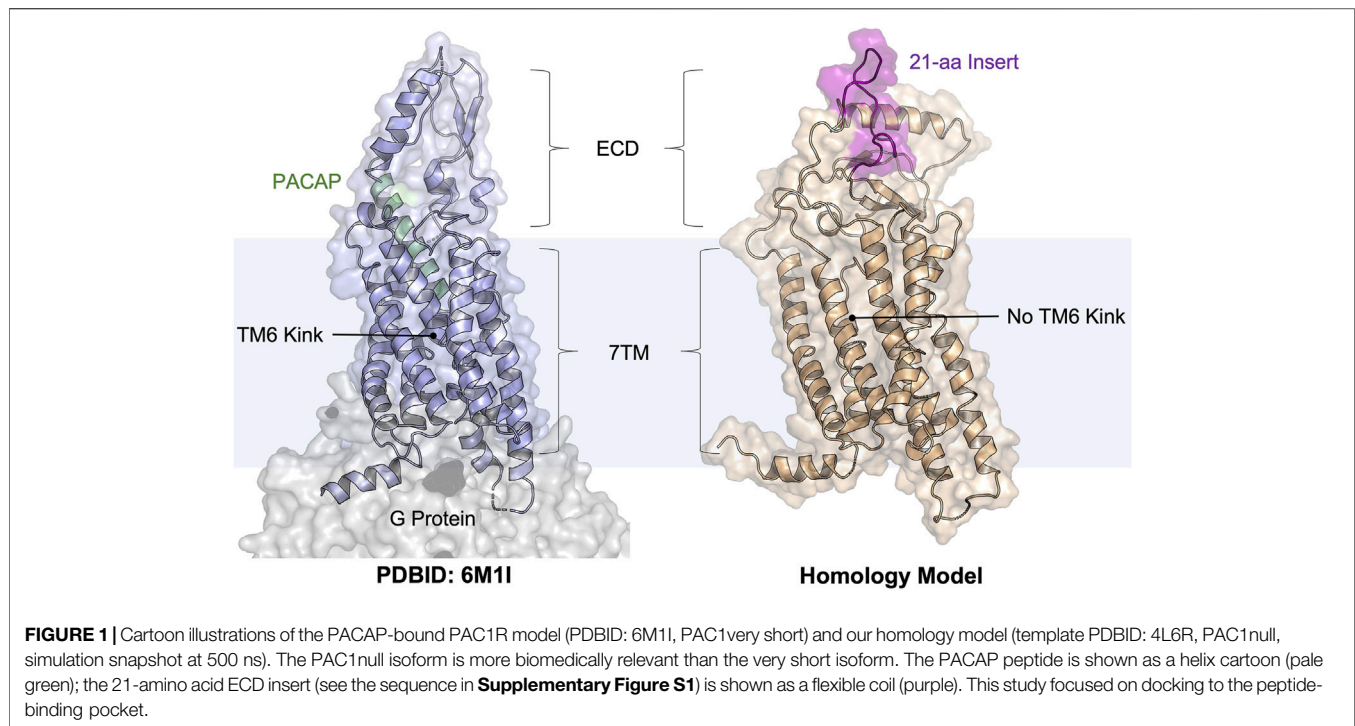 21-aa Insert
ECD
PACAP
TM6 Kink
No TM6 Kink
7TM
G Protein
PDBID: 6M1I
Homology Model
FIGURE 1 | Cartoon illustrations of the PACAP-bound PAC1R model (PDBID: 6M1I, PAC1very short) and our homology model (template PDBID: 4L6R, PAC1null,
simulation snapshot at 500 ns). The PAC1null isoform is more biomedically relevant than the very short isoform. The PACAP peptide is shown as a helix cartoon (pale
green); the 21-amino acid ECD insert (see the sequence in Supplementary Figure S1) is shown as a flexible coil (purple). This study focused on docking to the peptide-
binding pocket.